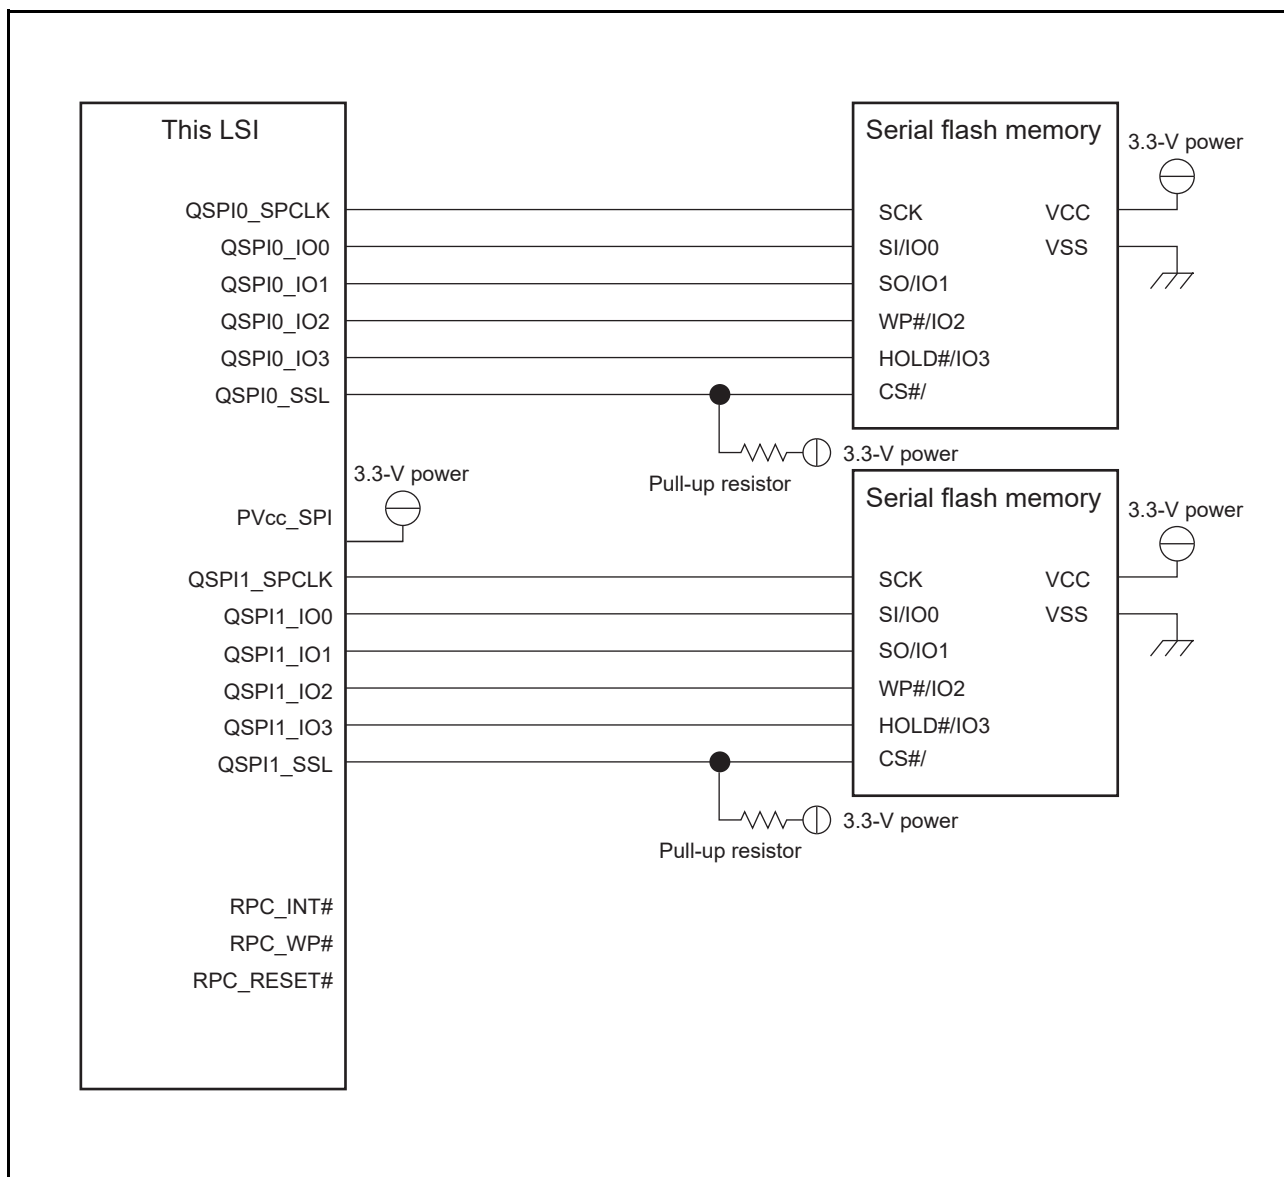 This LSI
QSPI0_SPCLK
QSPI0_IO0
QSPI0_IO1
QSPI0_IO2
QSPI0_IO3
QSPI0_SSL
PVcc_SPI
3.3-V power
QSPI1_SPCLK
QSPI1_IO0
QSPI1_IO1
QSPI1_IO2
QSPI1_IO3
QSPI1_SSL
RPC_INT#
RPC_WP#
RPC_RESET#
Serial flash memory
3.3-V power
SCK VCC
SI/IO0 VSS
SO/IO1
WP#/IO2
HOLD#/IO3
CS#/
3.3-V power
Pull-up resistor
Serial flash memory
3.3-V power
SCK VCC
SI/IO0 VSS
SO/IO1
WP#/IO2
HOLD#/IO3
CS#/
3.3-V power
Pull-up resistor